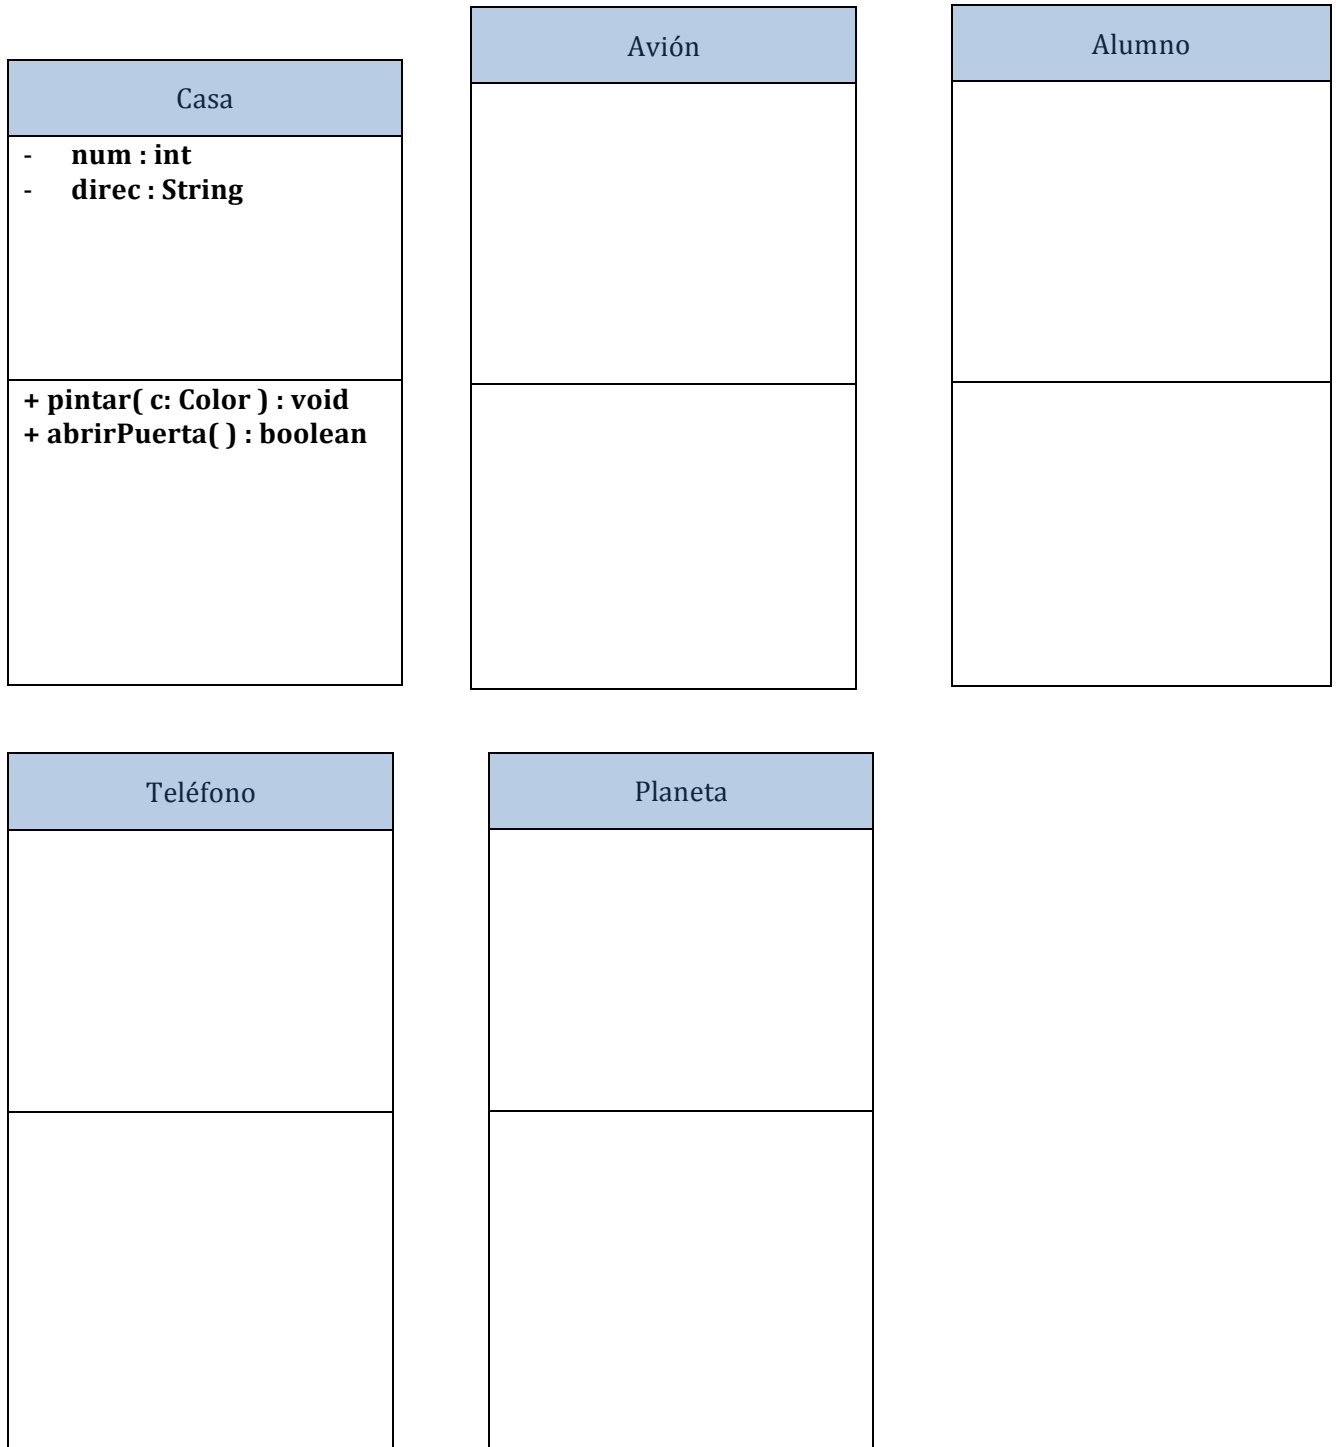 Casa
- num : int
- direc : String
+ pintar( c: Color ) : void
+ abrirPuerta( ) : boolean
Avión
Alumno
Teléfono
Planeta